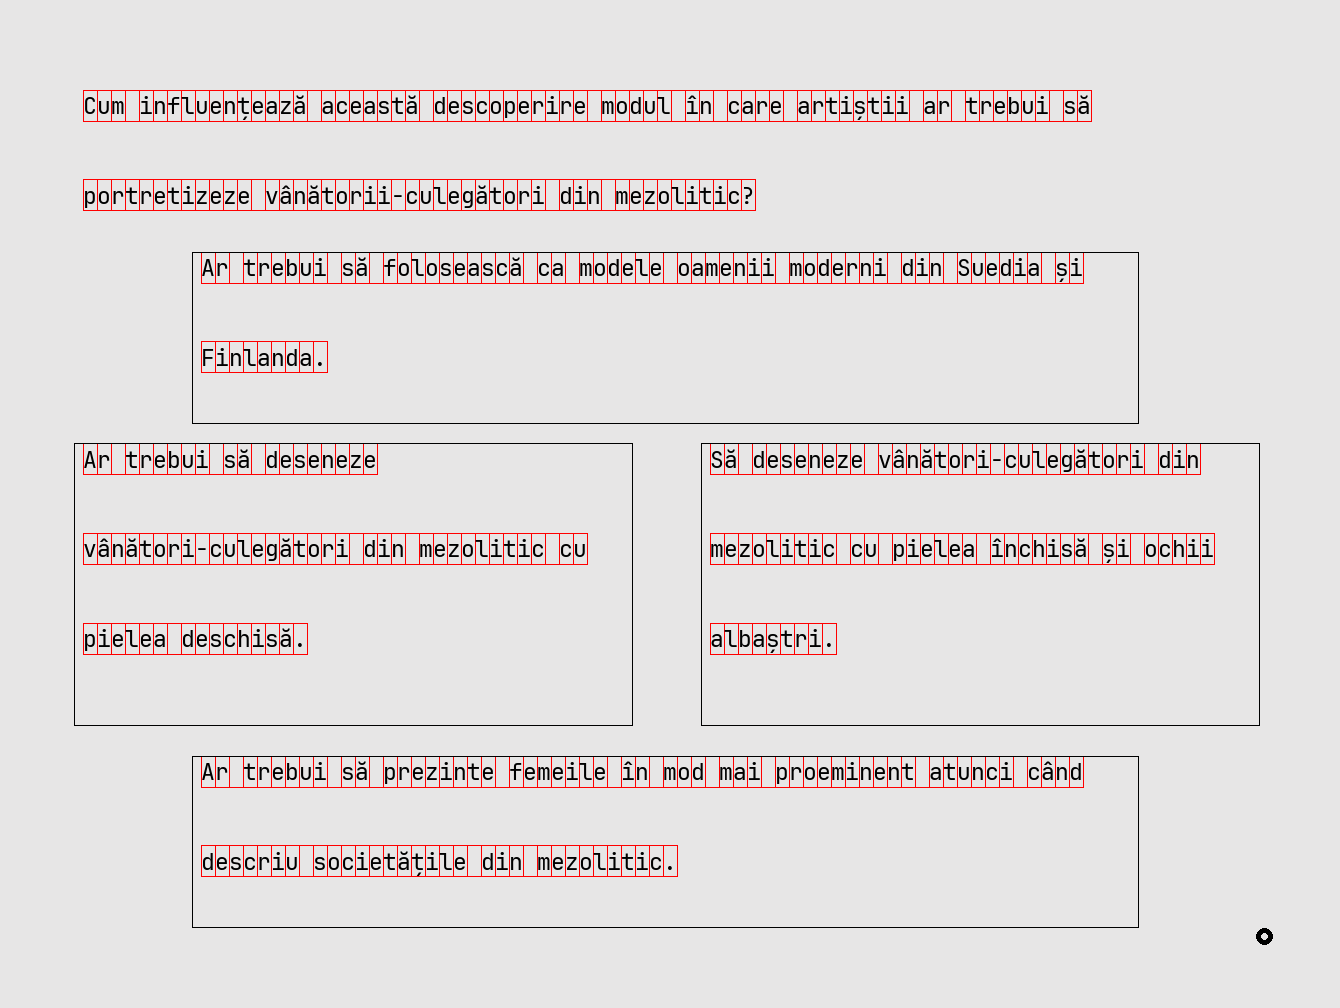 Cum influențează această descoperire modul în care artiștii ar trebui să
portretizeze vânătorii-culegători din mezolitic?
Ar trebui să folosească ca modele oamenii moderni din Suedia și
Finlanda.
Ar trebui să deseneze
vânători-culegători din mezolitic cu
pielea deschisă.
Să deseneze vânători-culegători din
mezolitic cu pielea închisă și ochii
albaștri.
Ar trebui să prezinte femeile în mod mai proeminent atunci când
descriu societățile din mezolitic.